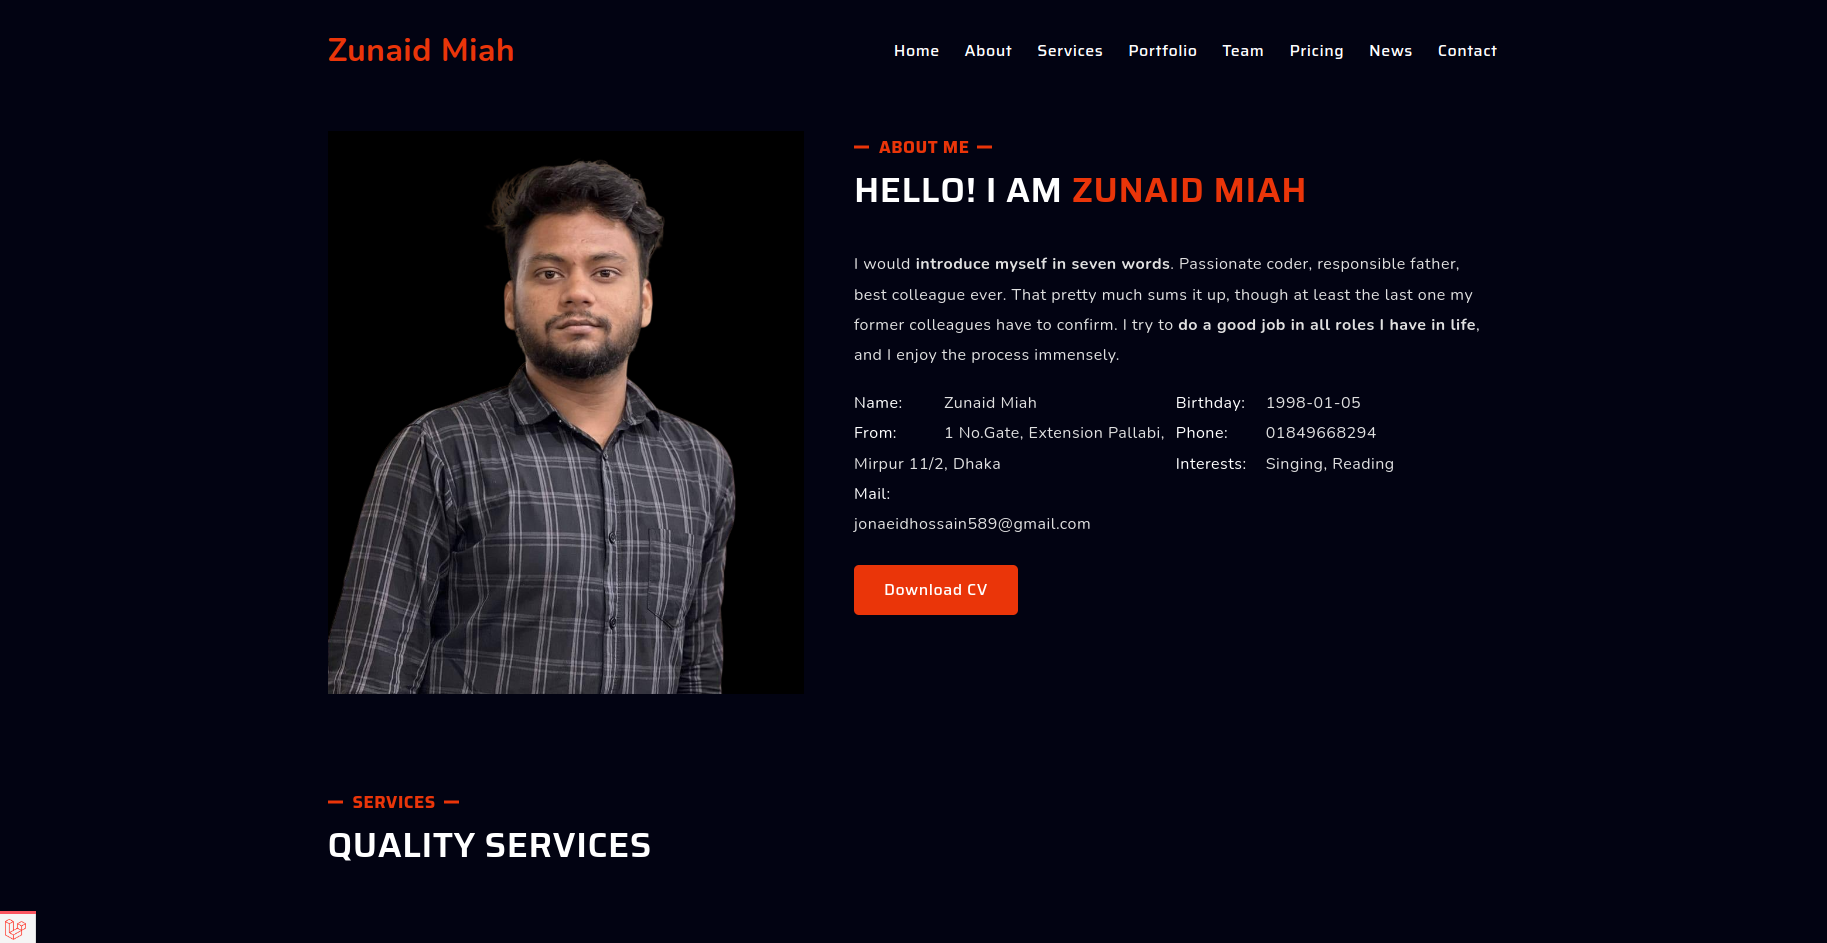 Zunaid Miah
Home About Services Portfolio Team Pricing News Contact
ABOUT ME
HELLO! I AM ZUNAID MIAH
I would introduce myself in seven words. Passionate coder, responsible father,
best colleague ever. That pretty much sums it up, though at least the last one my
former colleagues have to confirm. I try to do a good job in all roles I have in life,
and I enjoy the process immensely.
Name: Zunaid Miah
From: 1 No.Gate, Extension Pallabi,
Mirpur 11/2, Dhaka
Mail:
jonaeidhossain589@gmail.com
Birthday: 1998-01-05
Phone: 01849668294
Interests: Singing, Reading
Download CV
SERVICES
QUALITY SERVICES